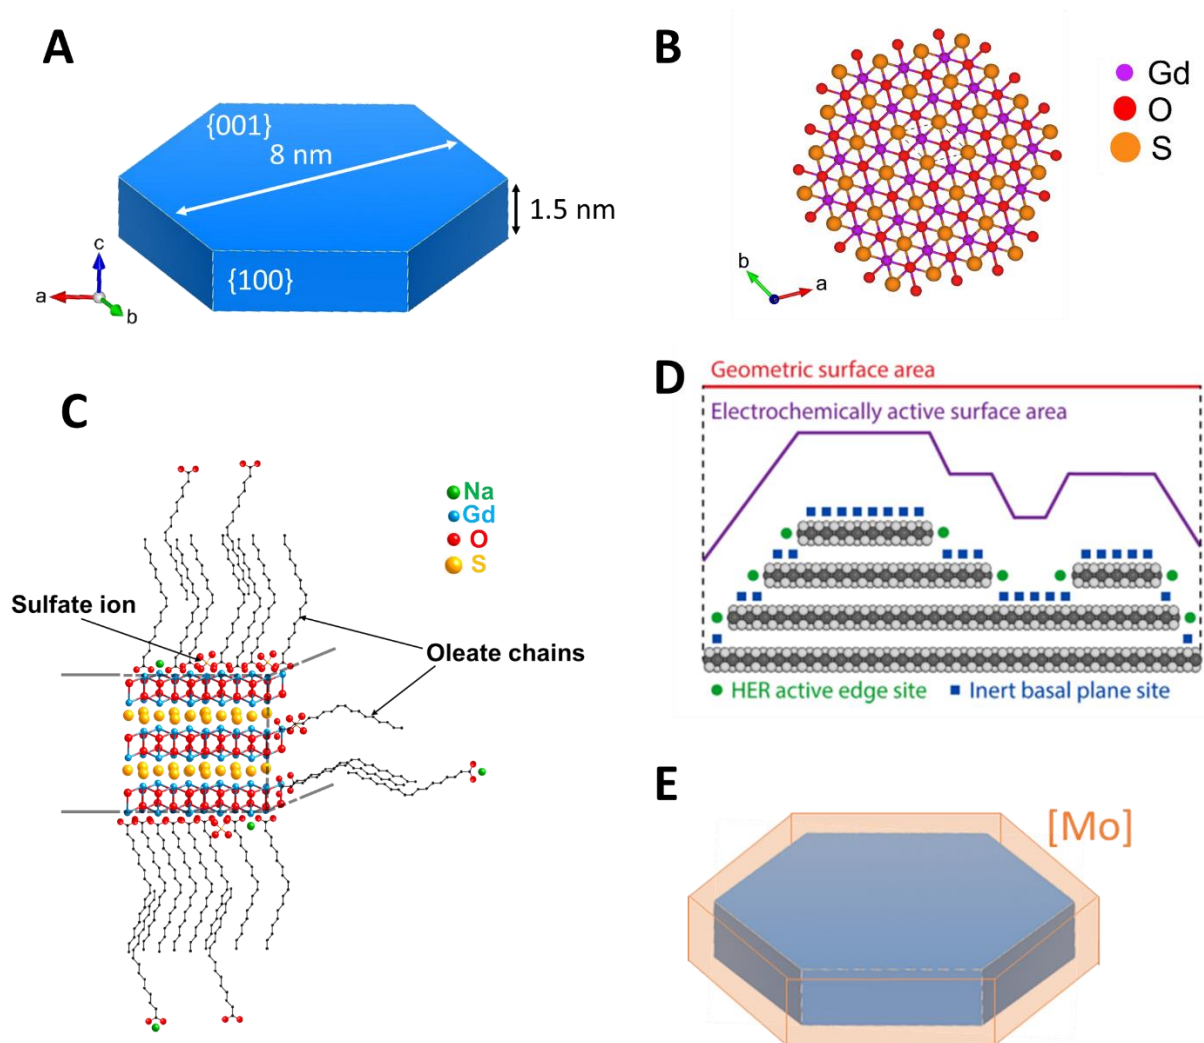 A
{001}
8 nm
1.5 nm
{100}
c
a
b
B
Gd
O
S
b
a
C
Na
Gd
O
S
Sulfate ion
Oleate chains
D
Geometric surface area
Electrochemically active surface area
HER active edge site
Inert basal plane site
E
[Mo]